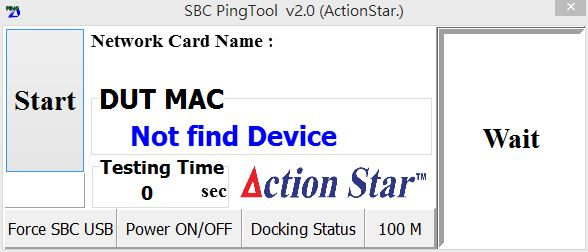 PING
SBC PingTool v2.0 (ActionStar.)
Start
Network Card Name :
DUT MAC
Not find Device
Testing Time
0 sec
Action Star™
Wait
Force SBC USB
Power ON/OFF
Docking Status
100 M